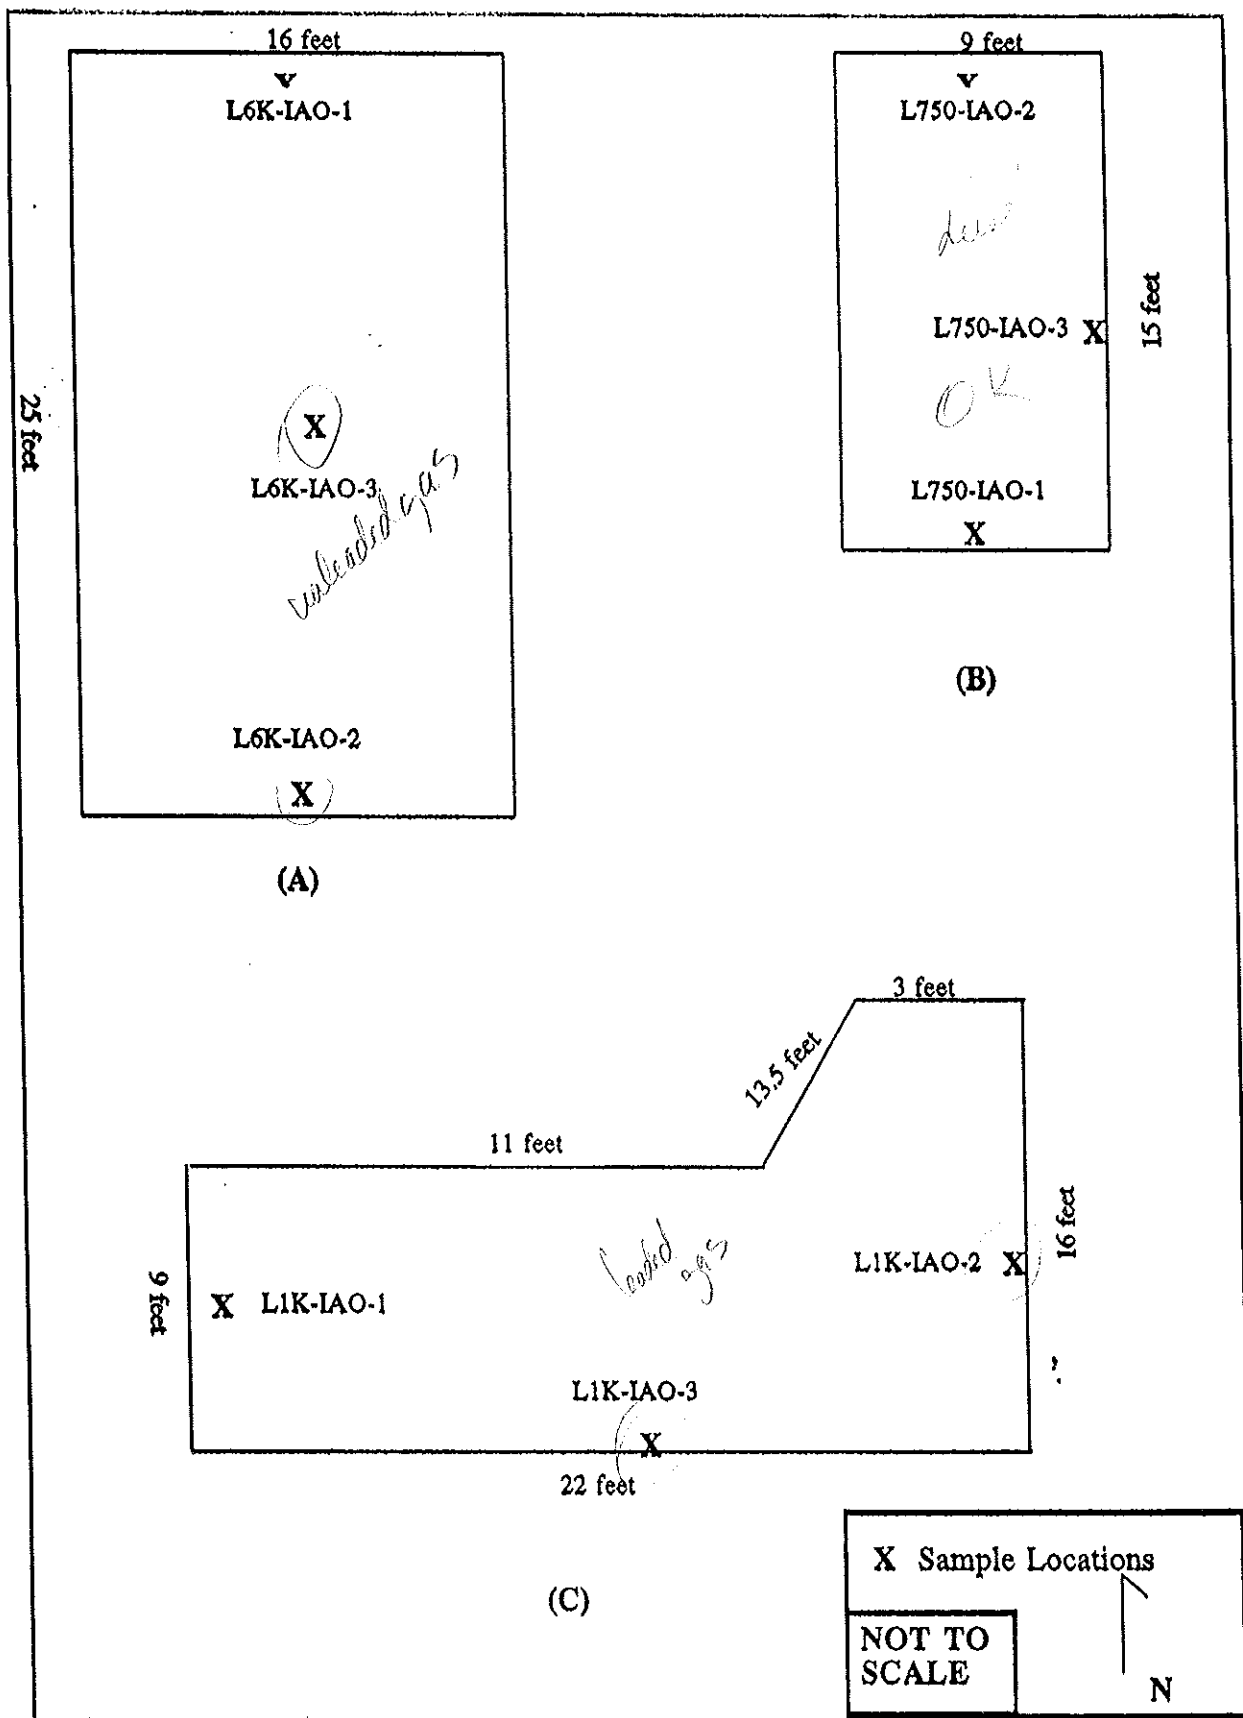 16 feet
L6K-IAO-1
25 feet
X
L6K-IAO-3
unleaded gas
L6K-IAO-2
X
(A)
9 feet
L750-IAO-2
L750-IAO-3 X
15 feet
OK
L750-IAO-1
X
(B)
3 feet
13.5 feet
11 feet
9 feet
X L1K-IAO-1
leaded
gas
L1K-IAO-2 X
16 feet
L1K-IAO-3
X
22 feet
(C)
X Sample Locations
NOT TO
SCALE
N